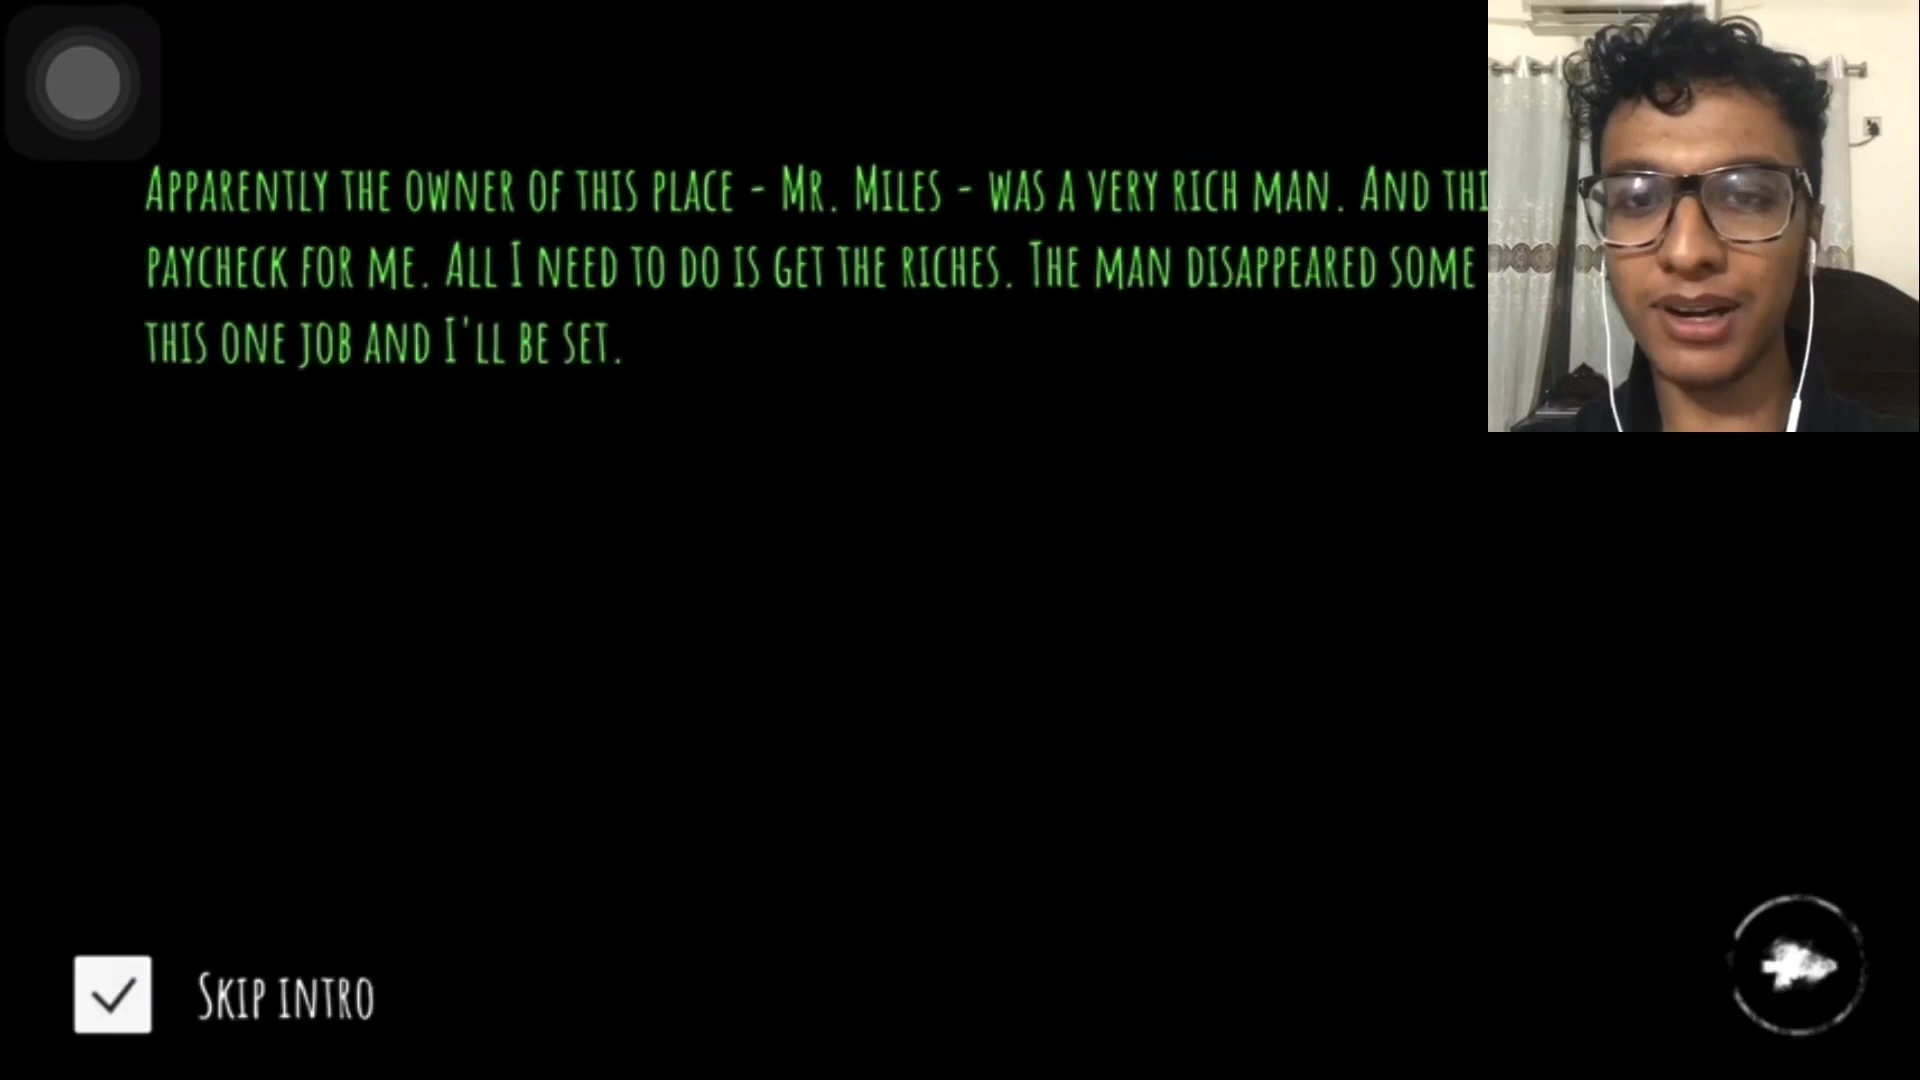 Apparently the owner of this place - Mr. Miles - was a very rich man. And
paycheck for me. All I need to do is get the riches. The man disappeared some
this one job and I'll be set.
Skip intro